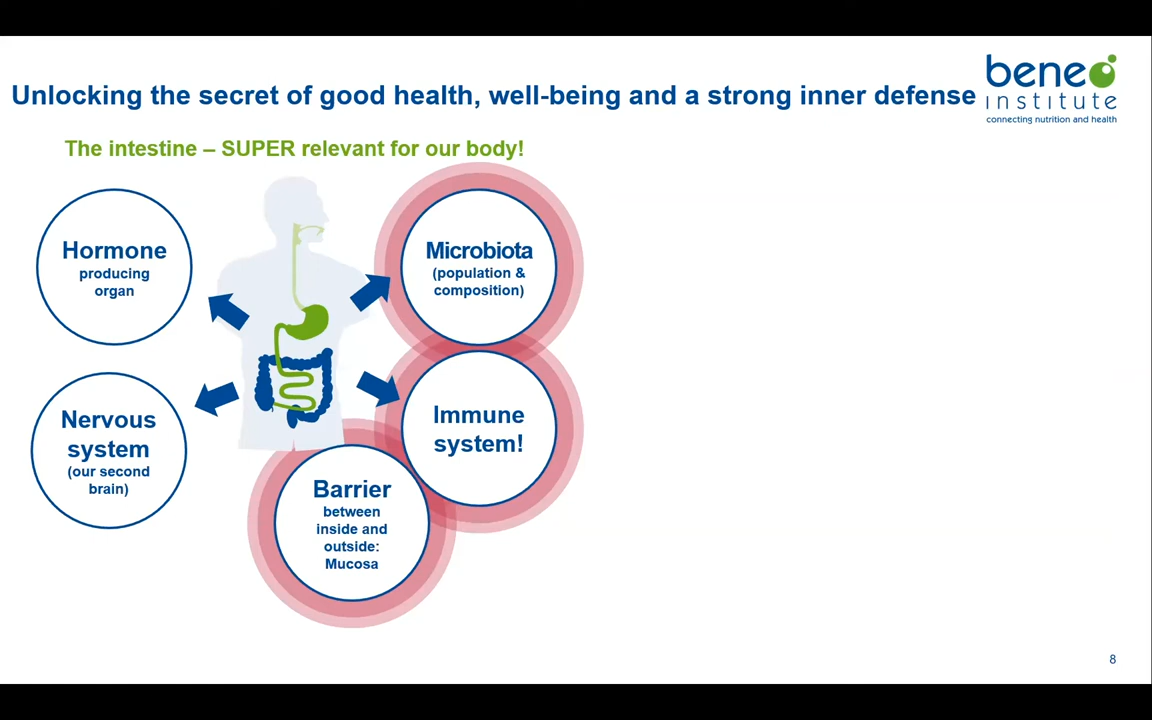 Unlocking the secret of good health, well-being and a strong inner defense
beneo
institute
connecting nutrition and health
The intestine – SUPER relevant for our body!
Hormone
producing
organ
Microbiota
(population &
composition)
Nervous
system
(our second
brain)
Immune
system!
Barrier
between
inside and
outside:
Mucosa
8